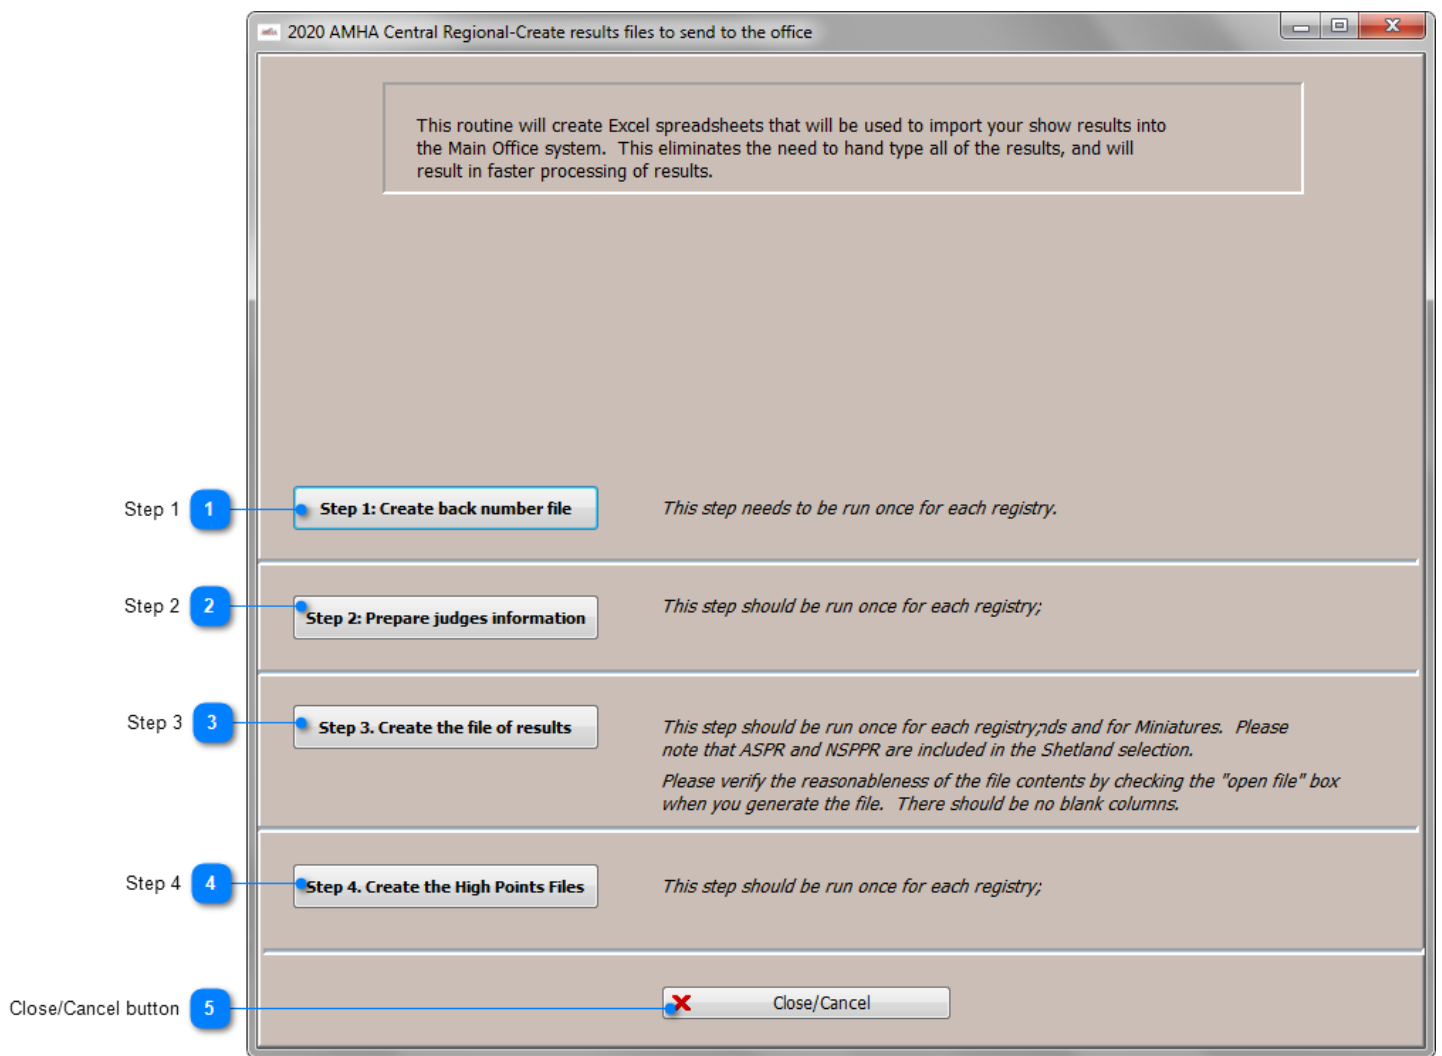 2020 AMHA Central Regional-Create results files to send to the office
This routine will create Excel spreadsheets that will be used to import your show results into
the Main Office system.  This eliminates the need to hand type all of the results, and will
result in faster processing of results.
Step 1
1
Step 1: Create back number file
This step needs to be run once for each registry.
Step 2
2
Step 2: Prepare judges information
This step should be run once for each registry;
Step 3
3
Step 3. Create the file of results
This step should be run once for each registry;nds and for Miniatures.  Please
note that ASPR and NSPPR are included in the Shetland selection.
Please verify the reasonableness of the file contents by checking the "open file" box
when you generate the file.  There should be no blank columns.
Step 4
4
Step 4. Create the High Points Files
This step should be run once for each registry;
Close/Cancel button
5
Close/Cancel